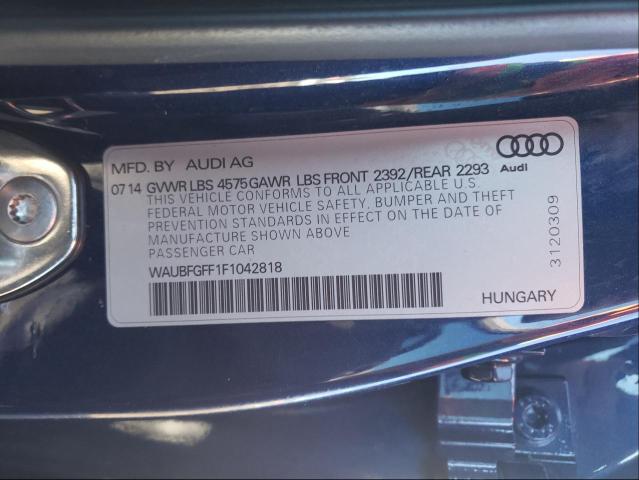 MFD. BY AUDI AG
Audi
07 14 GVWR LBS 4575 GAWR LBS FRONT 2392/REAR 2293
THIS VEHICLE CONFORMS TO ALL APPLICABLE U.S.
FEDERAL MOTOR VEHICLE SAFETY, BUMPER AND THEFT
PREVENTION STANDARDS IN EFFECT ON THE DATE OF
MANUFACTURE SHOWN ABOVE
PASSENGER CAR
WAUBFGFF1F1042818
HUNGARY
3120309